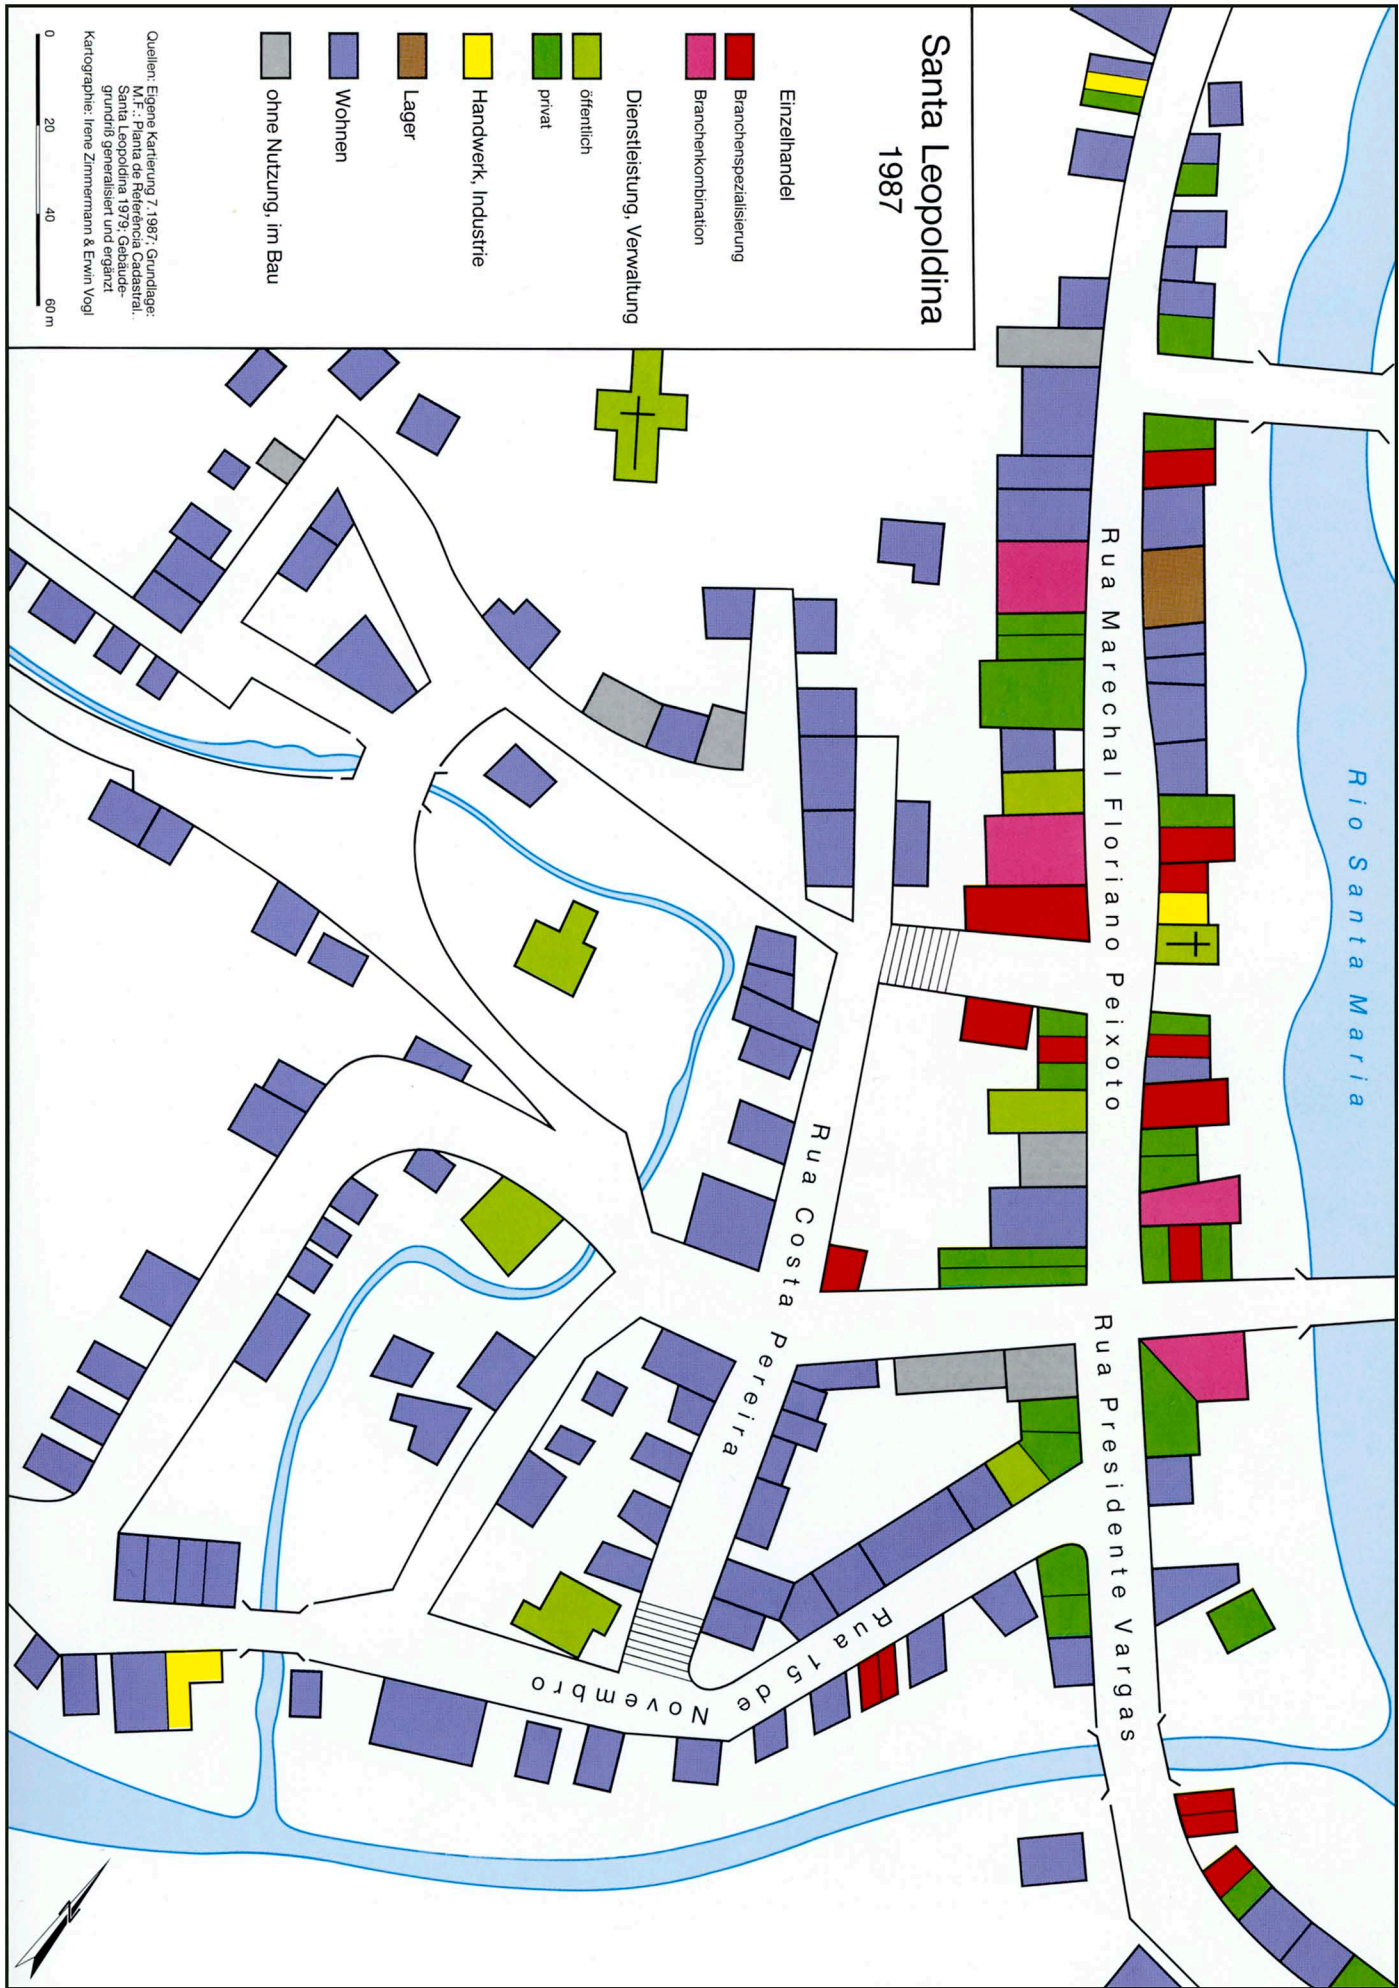 Santa Leopoldina
1987
Einzelhandel
Branchenspezialisierung
Branchenkombination
Dienstleistung, Verwaltung
öffentlich
privat
Handwerk, Industrie
Lager
Wohnen
ohne Nutzung, im Bau
Quellen: Eigene Kartierung 7.1987; Grundlage:
M.F.: Planta de Referência Cadastral.
Santa Leopoldina 1979; Gebäude-
grundriß generalisiert und ergänzt
Kartographie: Irene Zimmermann & Erwin Vogl
0 20 40 60 m
Rio Santa Maria
Rua Marechal Floriano Peixoto
Rua Presidente Vargas
Rua Costa Pereira
Rua 15 de Novembro
N